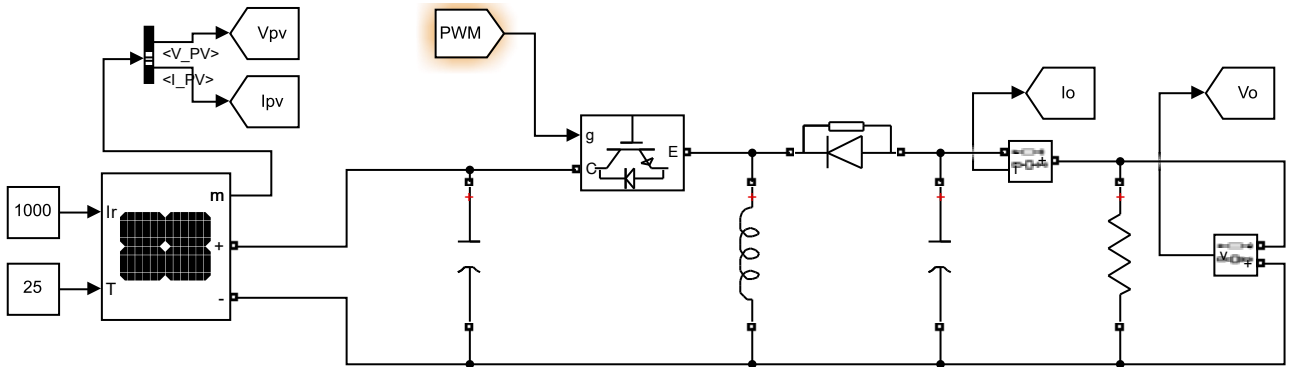 Vpv
<V_PV>
<I_PV>
Ipv
PWM
Io
Vo
g
C
E
1000
Ir
m
+
25
T
-
+
+
+
+
i
+
v
+